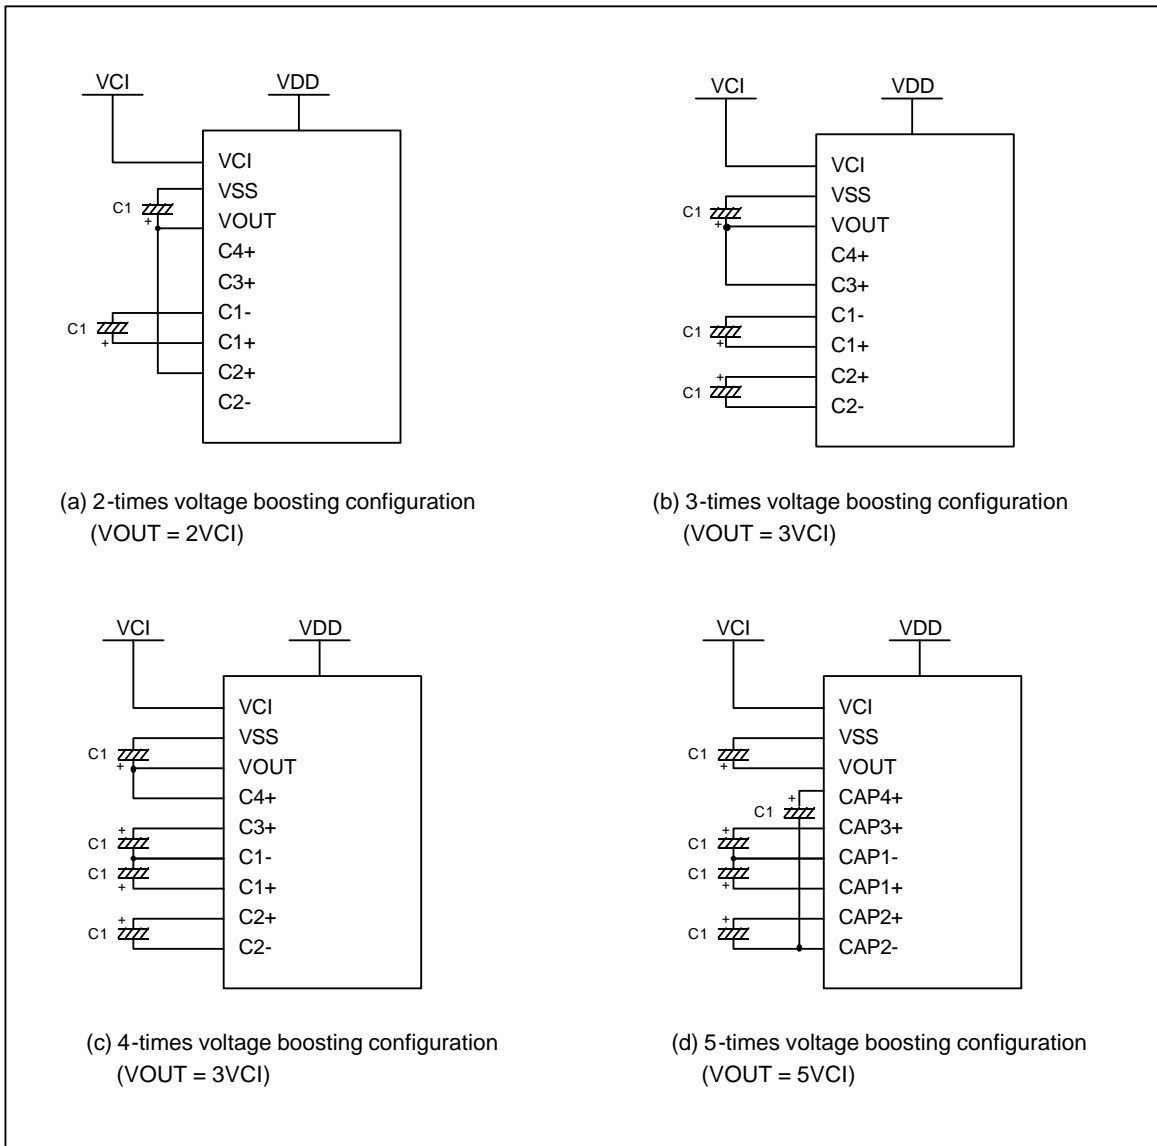 VCI
VDD
VCI
VSS
C1
+
VOUT
C4+
C3+
C1-
C1
+
C1+
C2+
C2-
(a) 2-times voltage boosting configuration
(VOUT = 2VCI)
VCI
VDD
VCI
VSS
C1
+
VOUT
C4+
C3+
C1-
C1
+
C1+
+
C2+
C1
C2-
(b) 3-times voltage boosting configuration
(VOUT = 3VCI)
VCI
VDD
VCI
VSS
C1
+
VOUT
C4+
+
C3+
C1
C1-
C1
+
C1+
+
C2+
C1
C2-
(c) 4-times voltage boosting configuration
(VOUT = 3VCI)
VCI
VDD
VCI
VSS
C1
+
VOUT
+
CAP4+
C1
+
CAP3+
C1
CAP1-
C1
+
CAP1+
+
CAP2+
C1
CAP2-
(d) 5-times voltage boosting configuration
(VOUT = 5VCI)